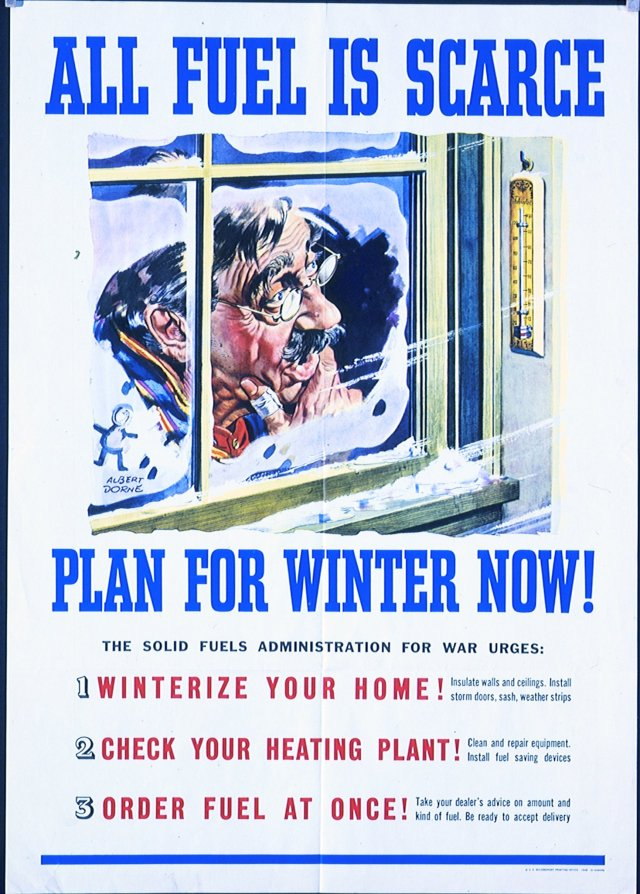 ALL FUEL IS SCARCE
ALBERT
DORNE
PLAN FOR WINTER NOW!
THE SOLID FUELS ADMINISTRATION FOR WAR URGES:
1 WINTERIZE YOUR HOME! Insulate walls and ceilings. Install
storm doors, sash, weather strips
2 CHECK YOUR HEATING PLANT! Clean and repair equipment.
Install fuel saving devices
3 ORDER FUEL AT ONCE! Take your dealer's advice on amount and
kind of fuel. Be ready to accept delivery